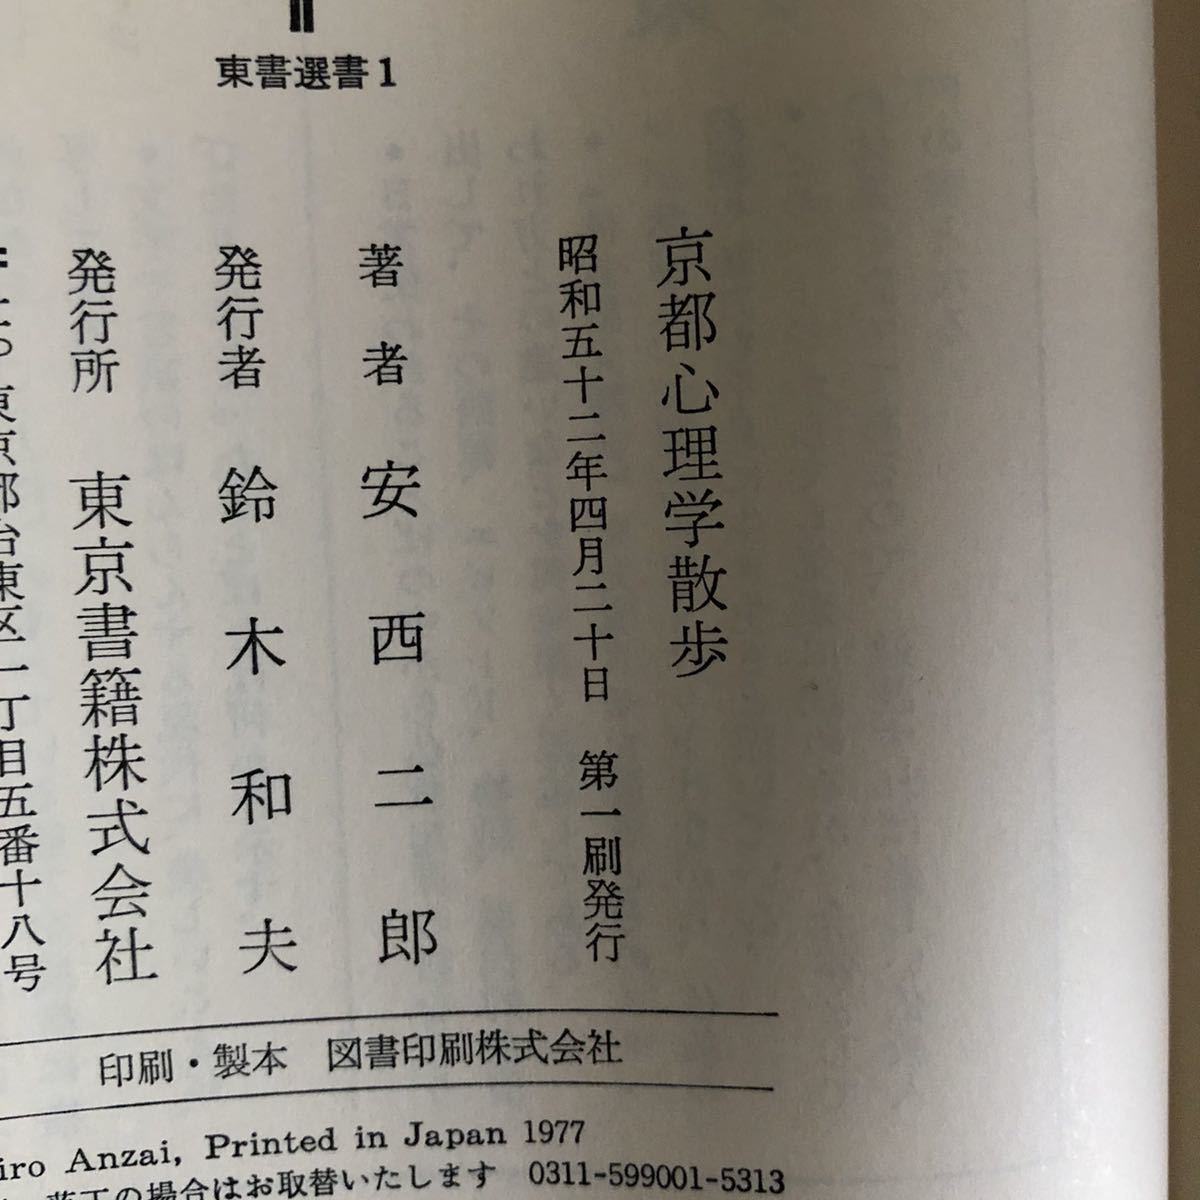 東書選書1
京都心理学散歩
昭和五十二年四月二十日 第一刷発行
著者 安西二郎
発行者 鈴木和夫
発行所 東京書籍株式会社
東京都台東区二丁目五番十八号
印刷・製本 図書印刷株式会社
iro Anzai, Printed in Japan 1977
の場合はお取替いたします 0311-599001-5313